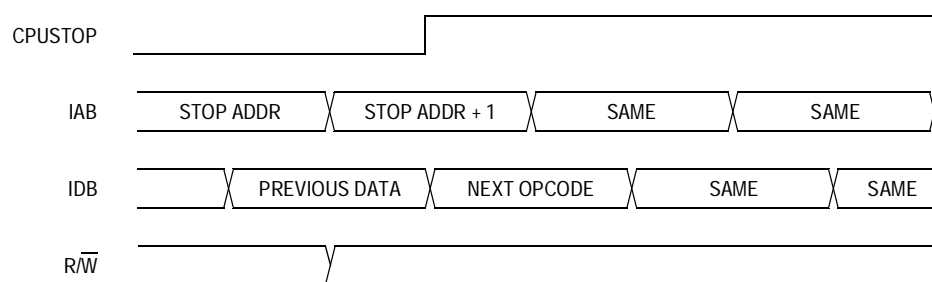 CPUSTOP
IAB STOP ADDR STOP ADDR + 1 SAME SAME
IDB PREVIOUS DATA NEXT OPCODE SAME SAME
R/W̅